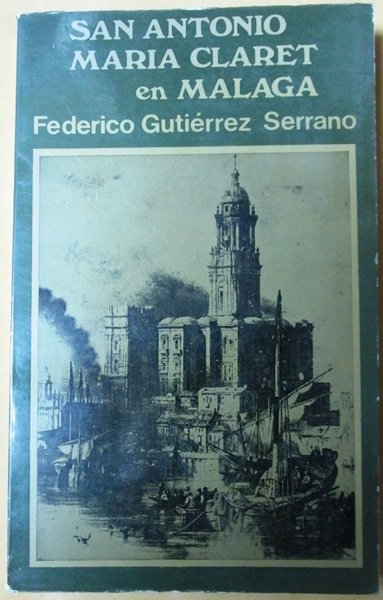 SAN ANTONIO
MARIA CLARET
en MALAGA
Federico Gutiérrez Serrano